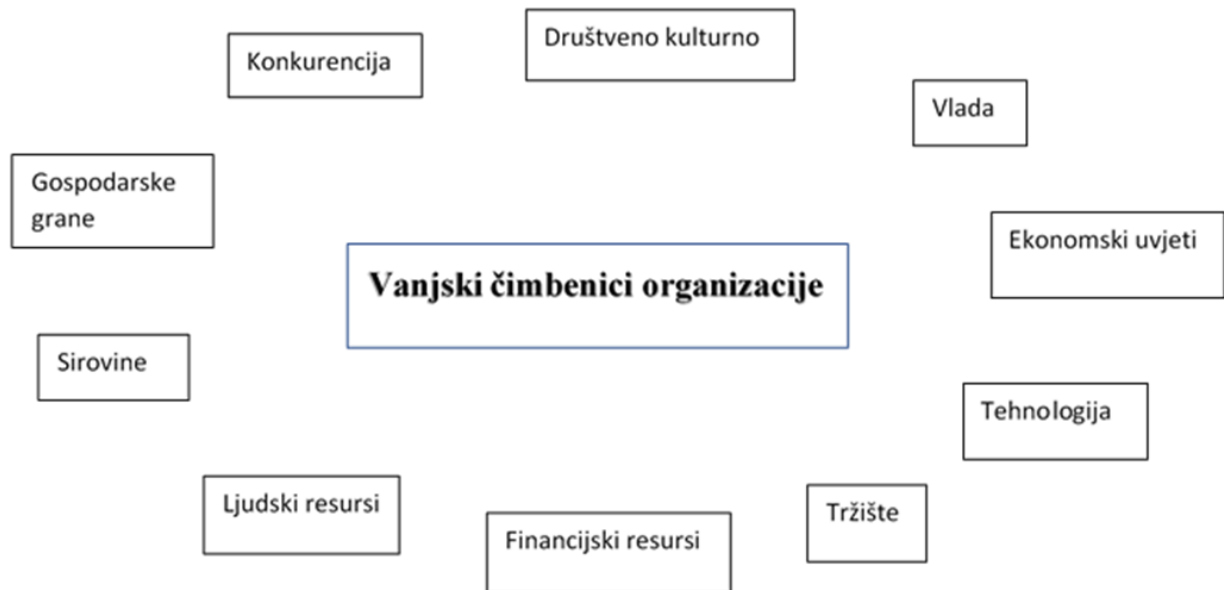 Društveno kulturno
Konkurencija
Vlada
Gospodarske
grane
Ekonomski uvjeti
Vanjski čimbenici organizacije
Sirovine
Tehnologija
Ljudski resursi
Tržište
Financijski resursi